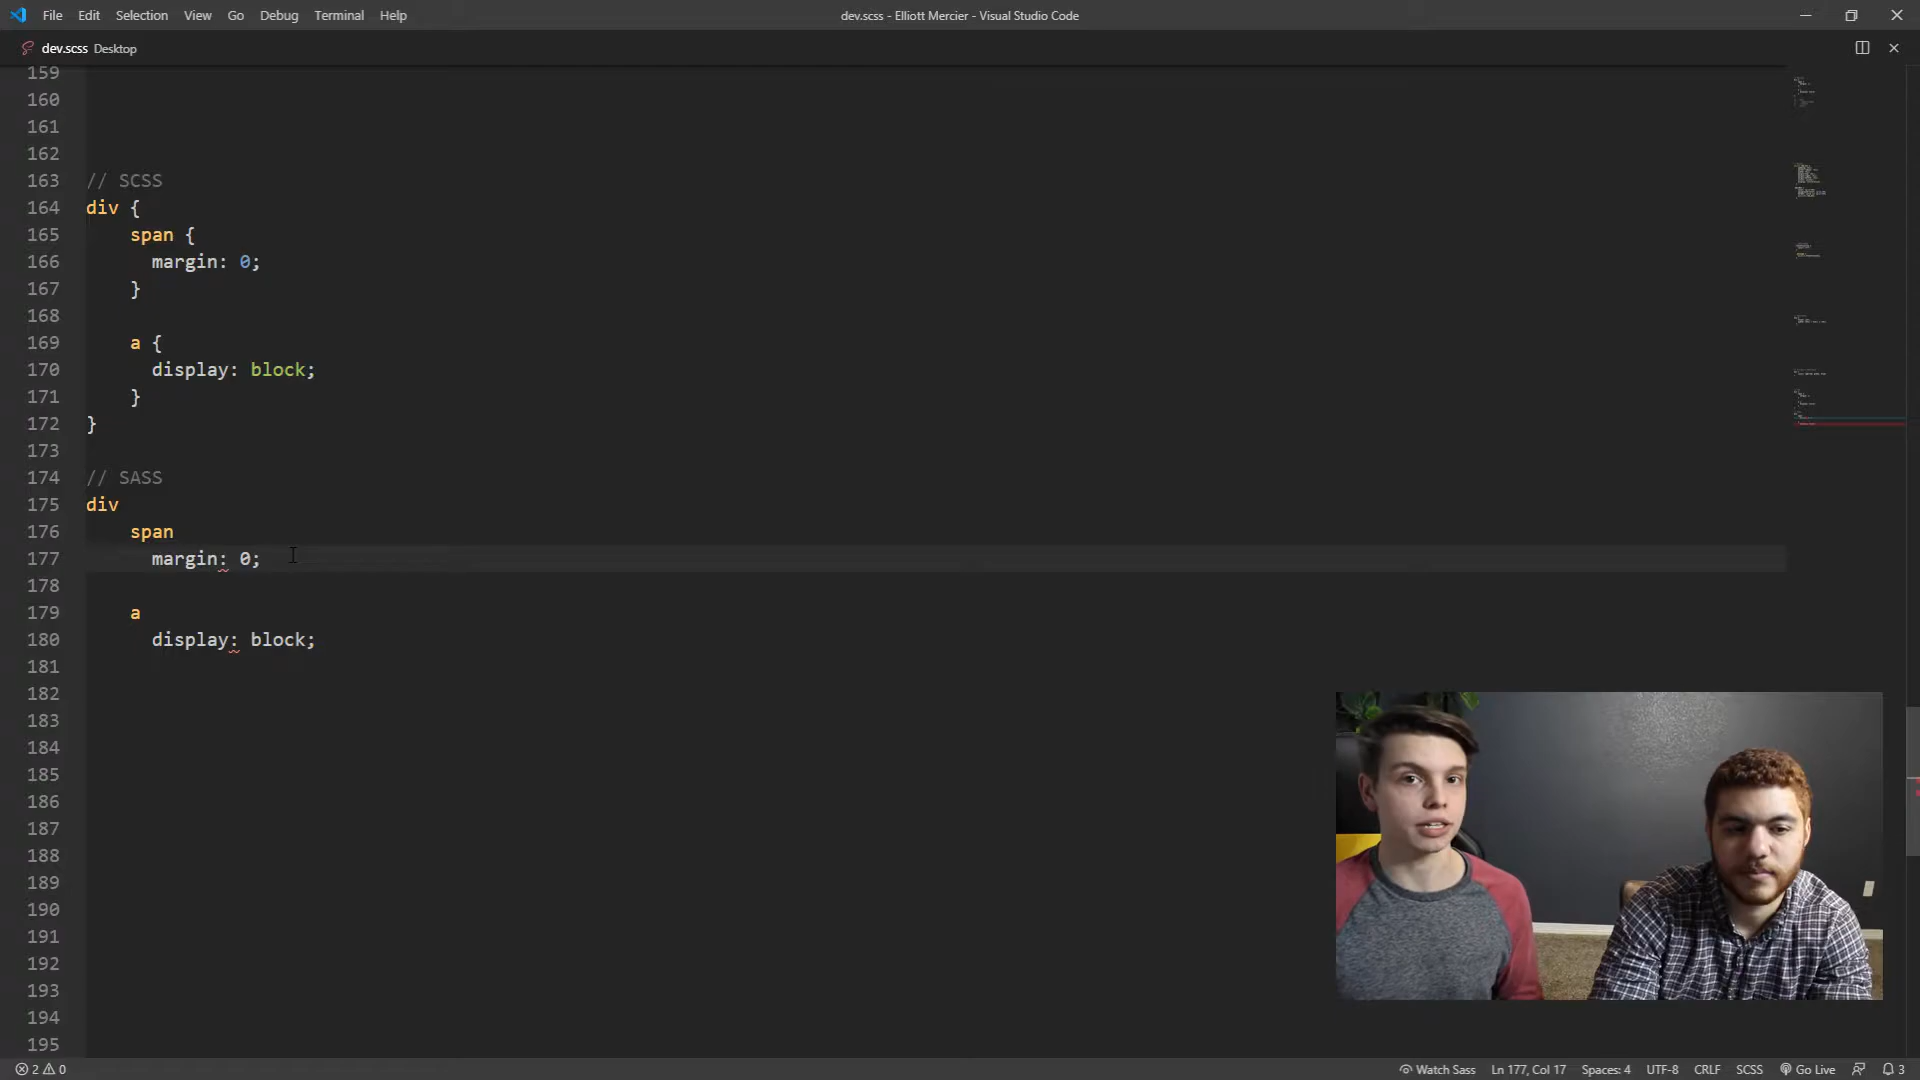 File Edit Selection View Go Debug Terminal Help
dev.scss - Elliott Mercier - Visual Studio Code
dev.scss Desktop
159
160
161
162
163 // SCSS
164 div {
165 span {
166 margin: 0;
167 }
168
169 a {
170 display: block;
171 }
172 }
173
174 // SASS
175 div
176 span
177 margin: 0;
178
179 a
180 display: block;
181
182
183
184
185
186
187
188
189
190
191
192
193
194
195
2 0 Watch Sass Ln 177, Col 17 Spaces: 4 UTF-8 CRLF SCSS Go Live 3